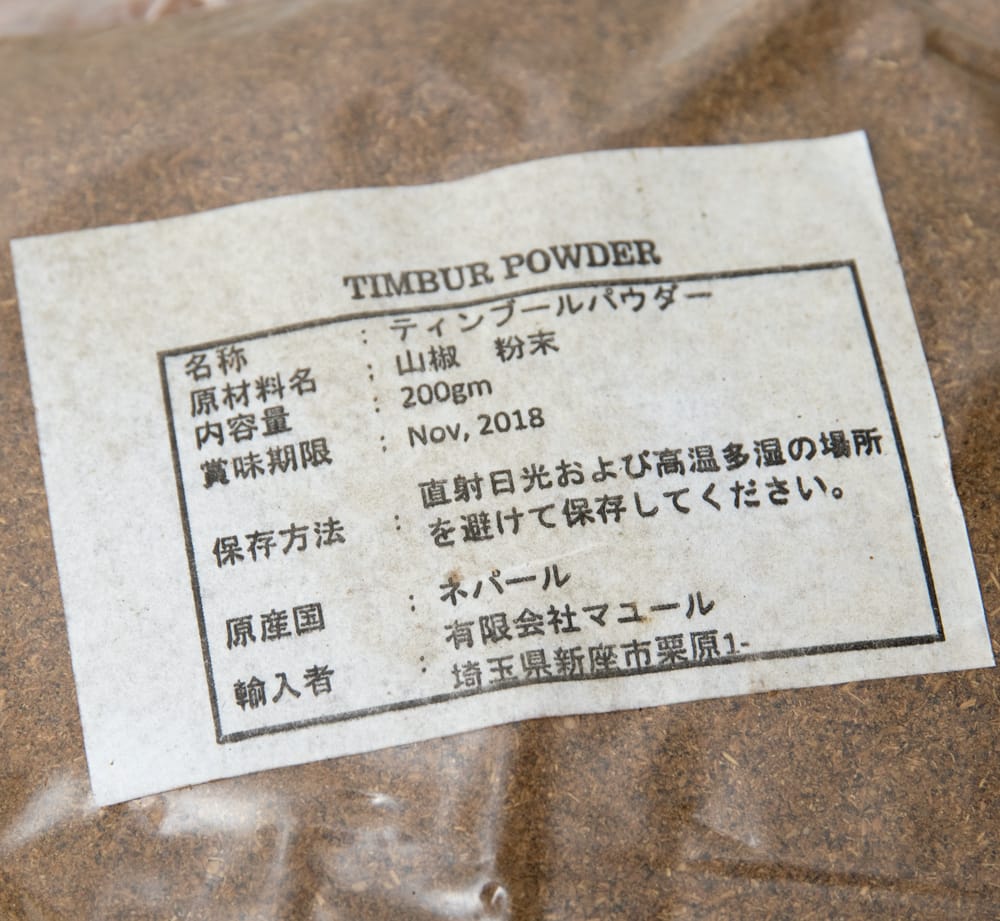 TIMBUR POWDER
名称 : ティンブールパウダー
原材料名 : 山椒 粉末
内容量 : 200gm
賞味期限 : Nov, 2018
直射日光および高温多湿の場所
保存方法 : を避けて保存してください。
原産国 : ネパール
有限会社マユール
輸入者 : 埼玉県新座市栗原1-